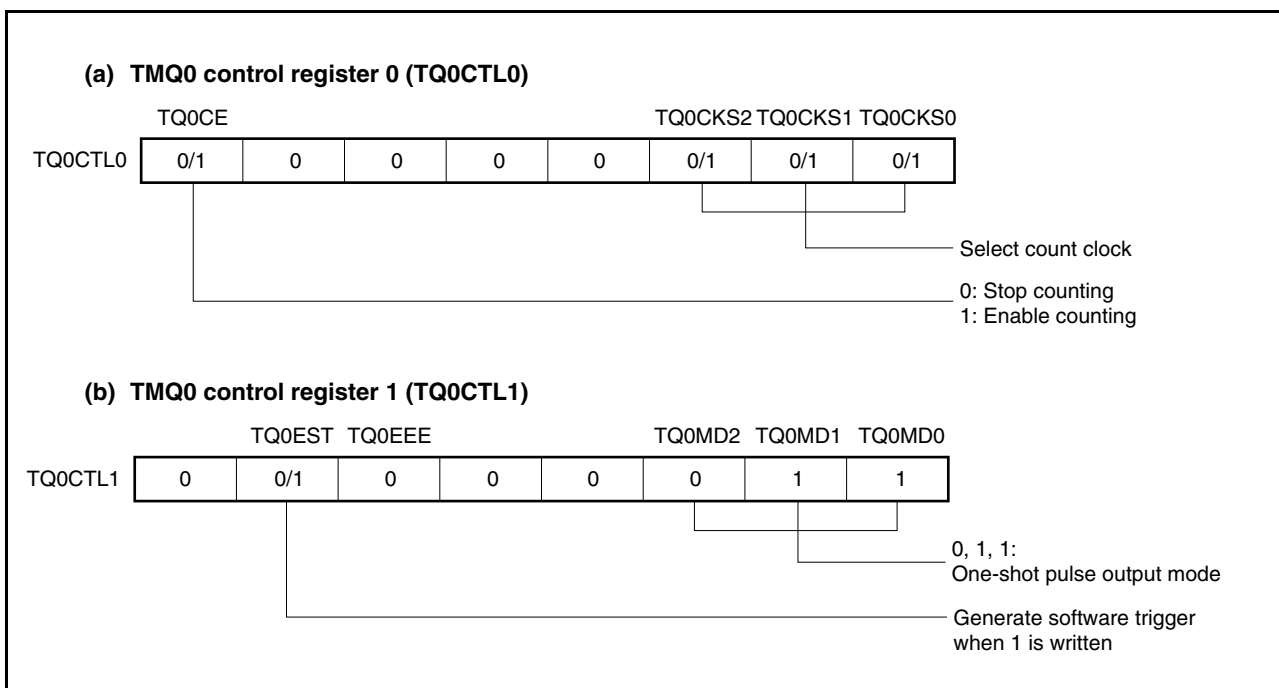 (a) TMQ0 control register 0 (TQ0CTL0)
TQ0CE TQ0CKS2 TQ0CKS1 TQ0CKS0
TQ0CTL0 0/1 0 0 0 0 0/1 0/1 0/1
Select count clock
0: Stop counting
1: Enable counting
(b) TMQ0 control register 1 (TQ0CTL1)
TQ0EST TQ0EEE TQ0MD2 TQ0MD1 TQ0MD0
TQ0CTL1 0 0/1 0 0 0 0 1 1
0, 1, 1:
One-shot pulse output mode
Generate software trigger
when 1 is written